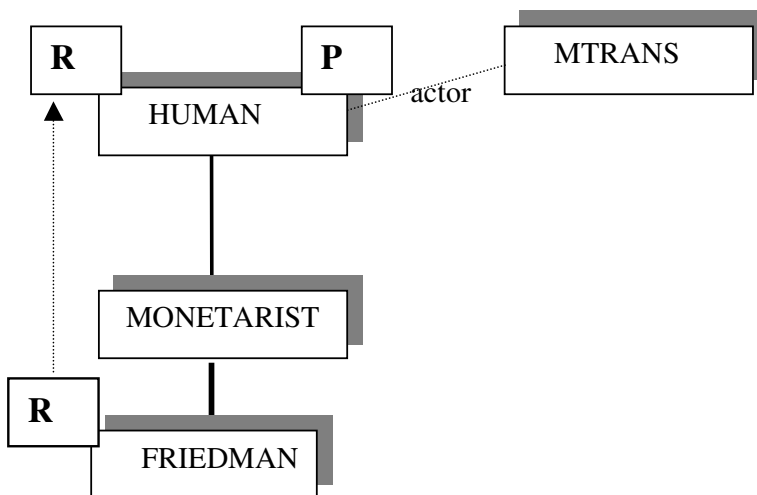 R
P
MTRANS
actor
HUMAN
MONETARIST
R
FRIEDMAN